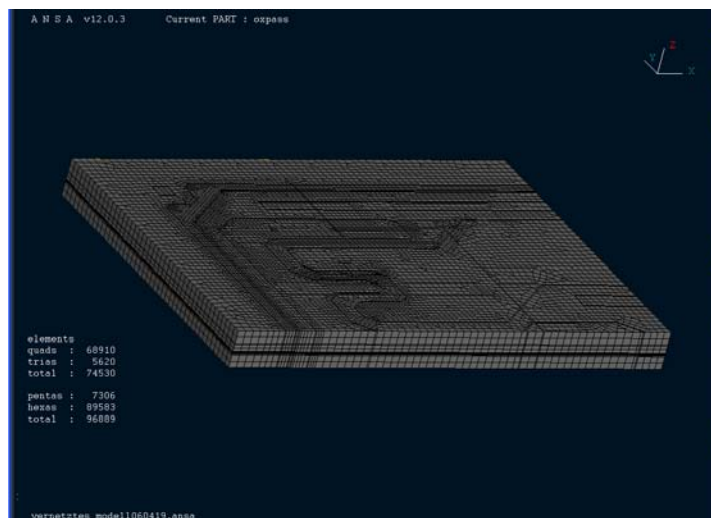 A N S A v12.0.3 Current PART : oxpass
Z
Y
X
elements
quads : 68910
trias : 5620
total : 74530
pentas : 7306
hexas : 89583
total : 96889
:
vernetztes_modell060419.ansa